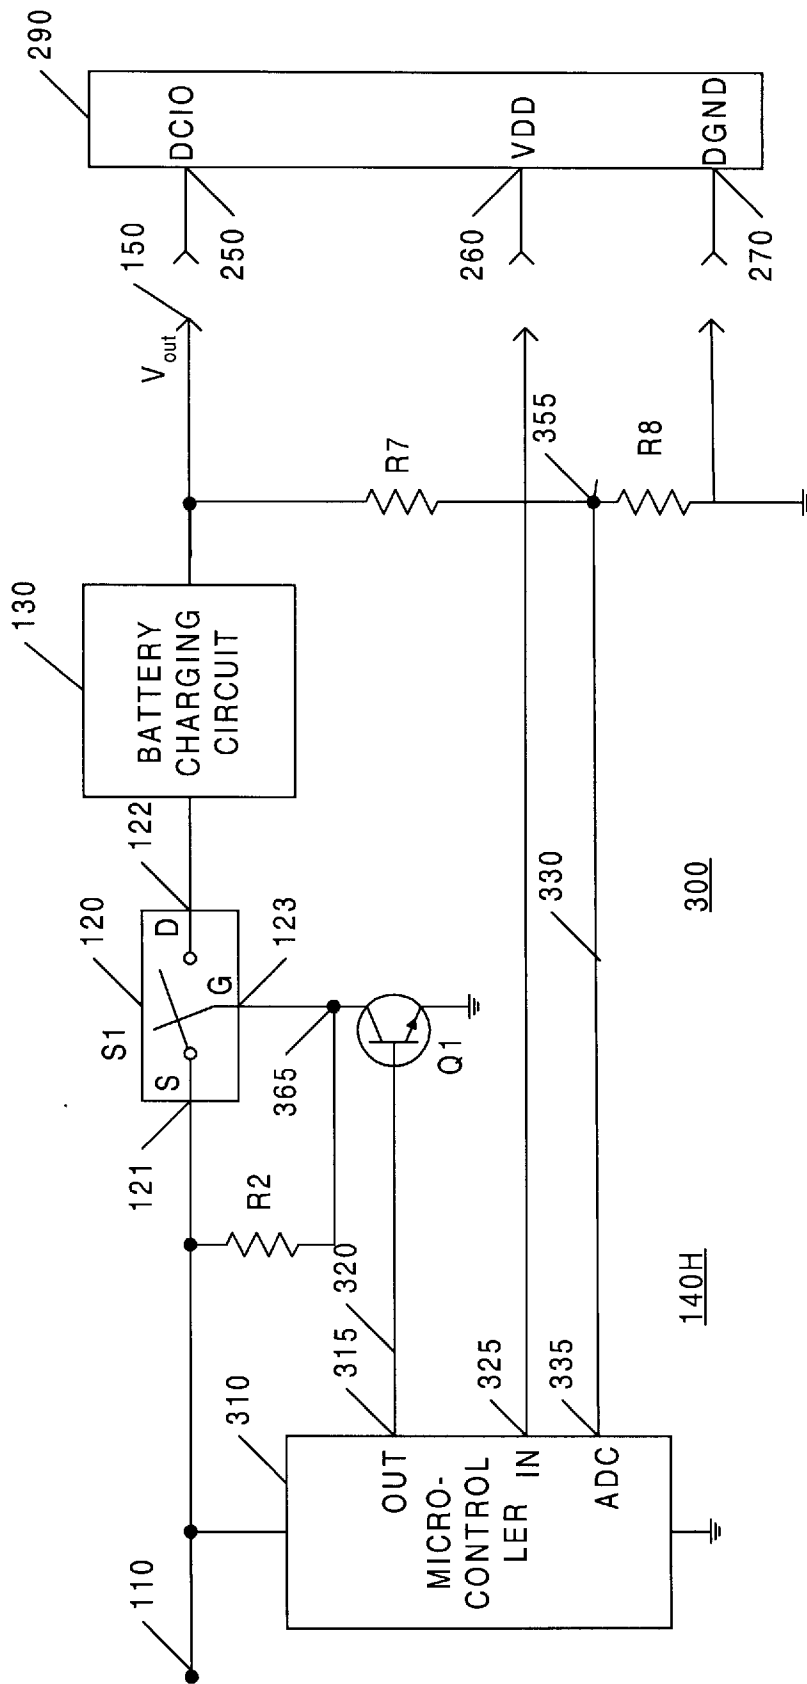 110
310
MICRO-
CONTROL
LER
OUT
IN
ADC
315
320
325
335
R2
121
S1
S
D
G
120
122
123
365
Q1
130
BATTERY
CHARGING
CIRCUIT
330
R7
355
R8
Vout
150
250
260
270
290
DCIO
VDD
DGND
140H
300